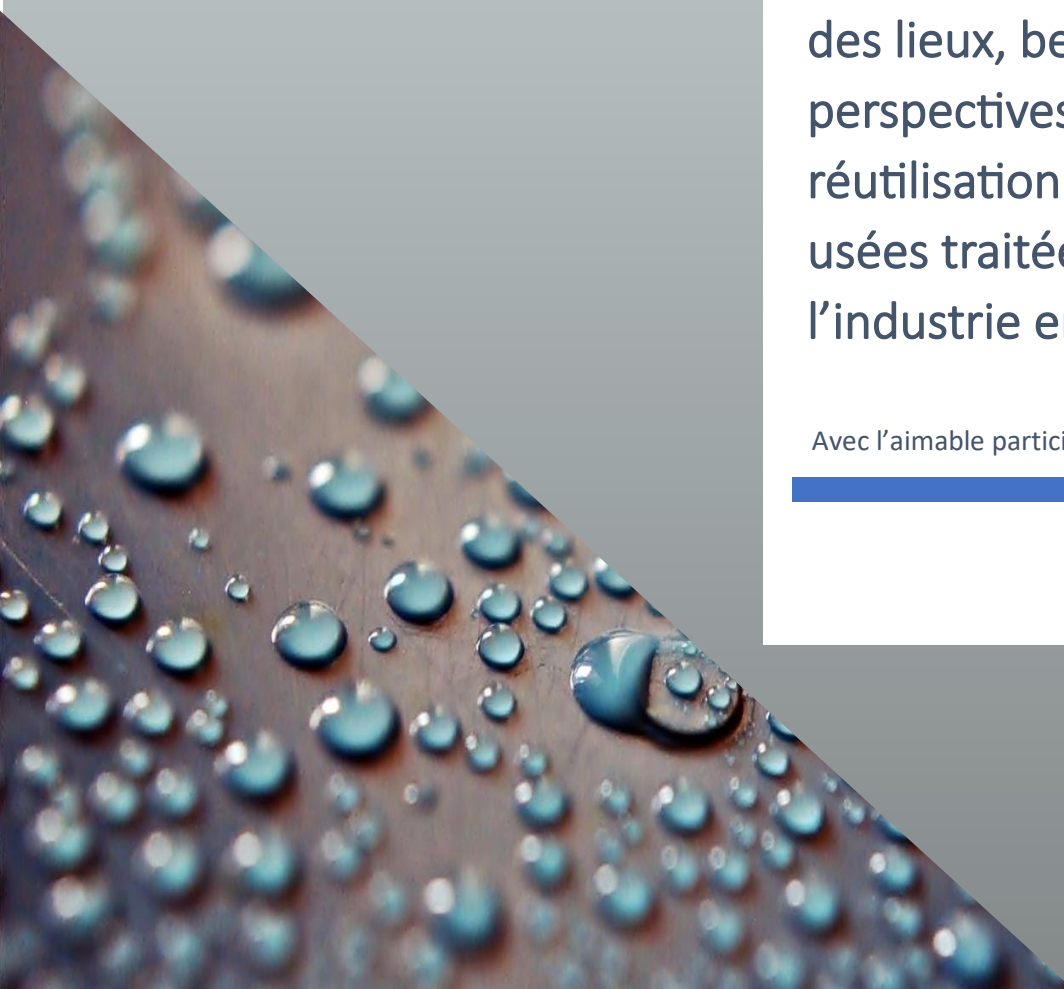 des lieux, be
perspectives
réutilisation
usées traitée
l’industrie e
Avec l’aimable partici